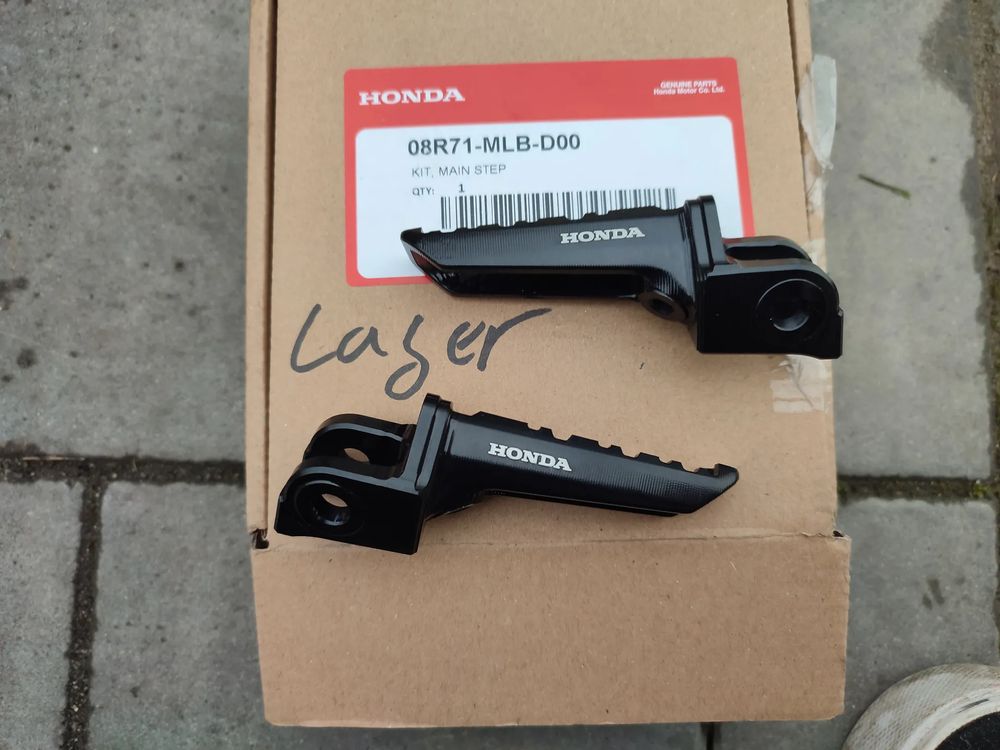 HONDA
GENUINE PARTS
Honda Motor Co. Ltd.
08R71-MLB-D00
KIT, MAIN STEP
QTY: 1
HONDA
Lager
HONDA